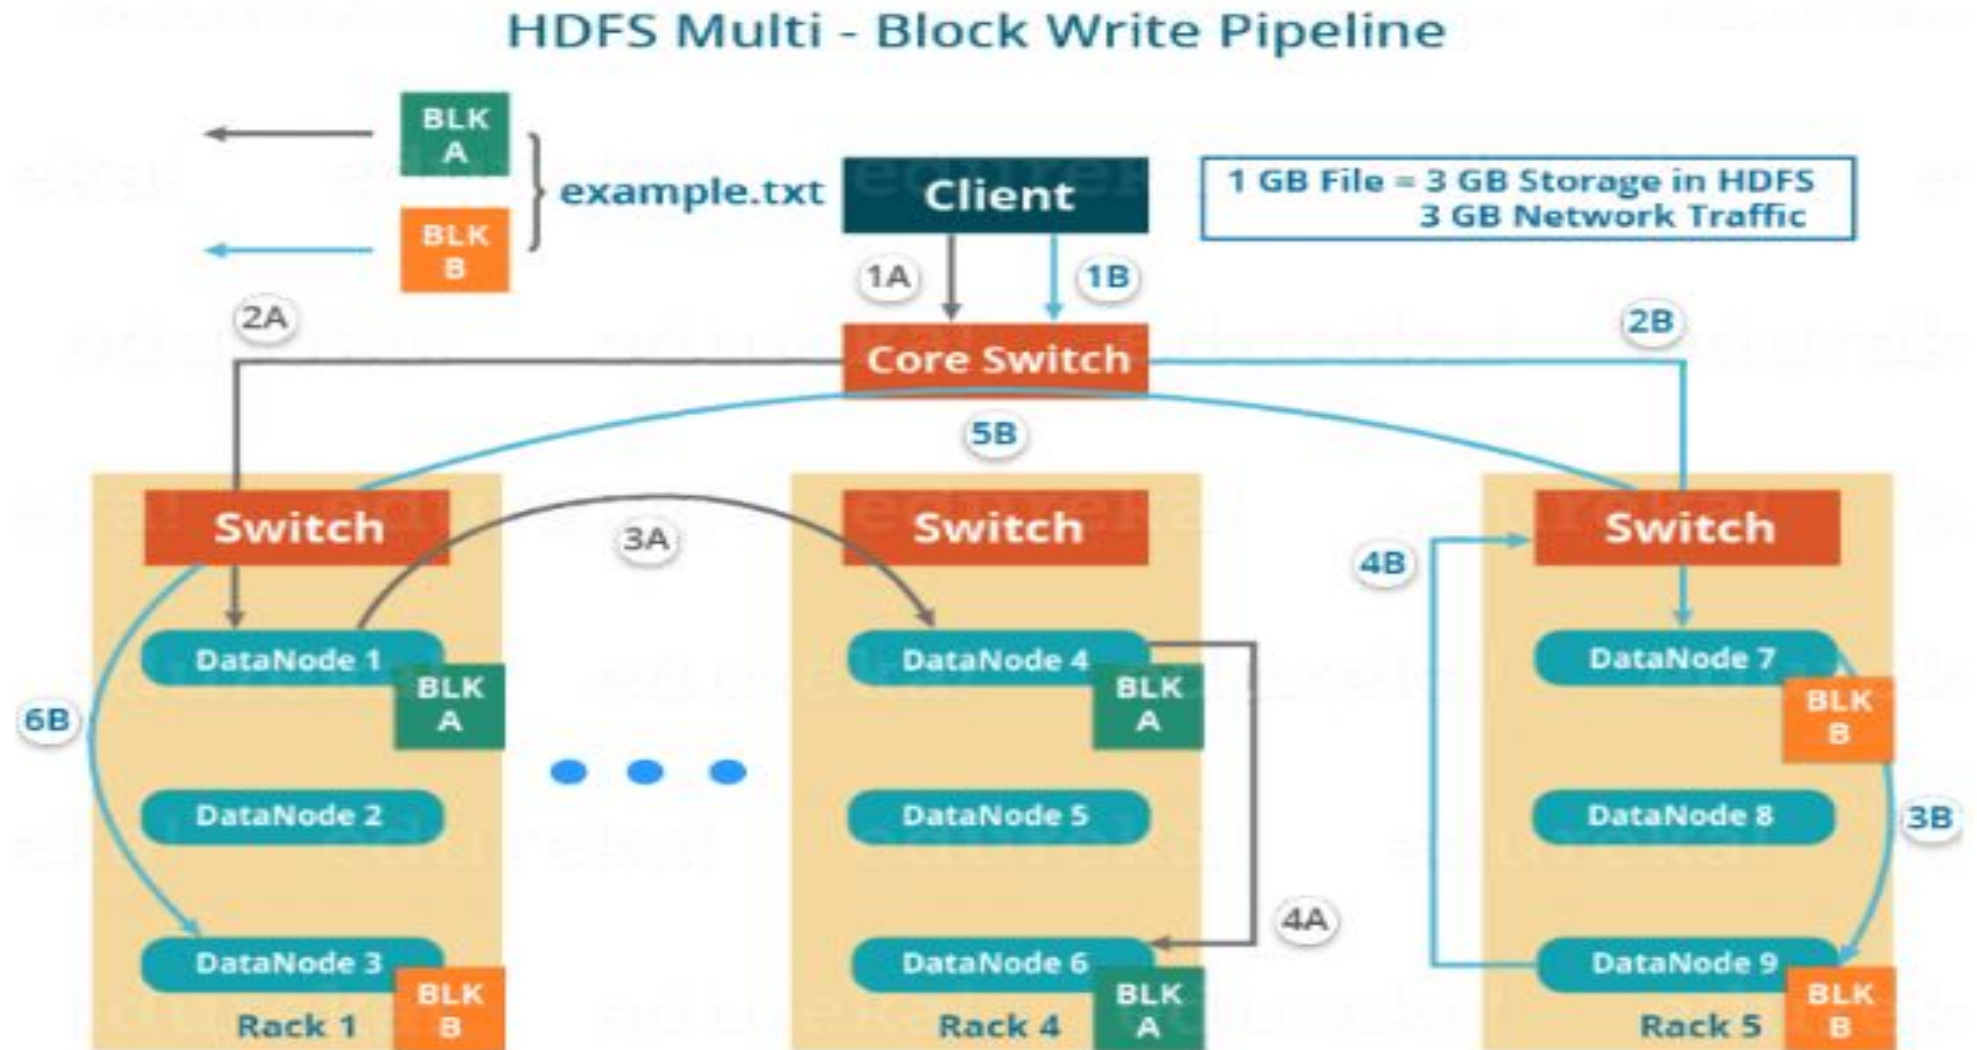 HDFS Multi - Block Write Pipeline
BLK
A
BLK
B
example.txt
Client
1 GB File = 3 GB Storage in HDFS
3 GB Network Traffic
1A
1B
2A
2B
Core Switch
5B
Switch
Switch
Switch
3A
4B
DataNode 1
BLK
A
DataNode 4
BLK
A
DataNode 7
BLK
B
6B
DataNode 2
DataNode 5
DataNode 8
3B
4A
DataNode 3
BLK
B
Rack 1
DataNode 6
BLK
A
Rack 4
DataNode 9
BLK
B
Rack 5